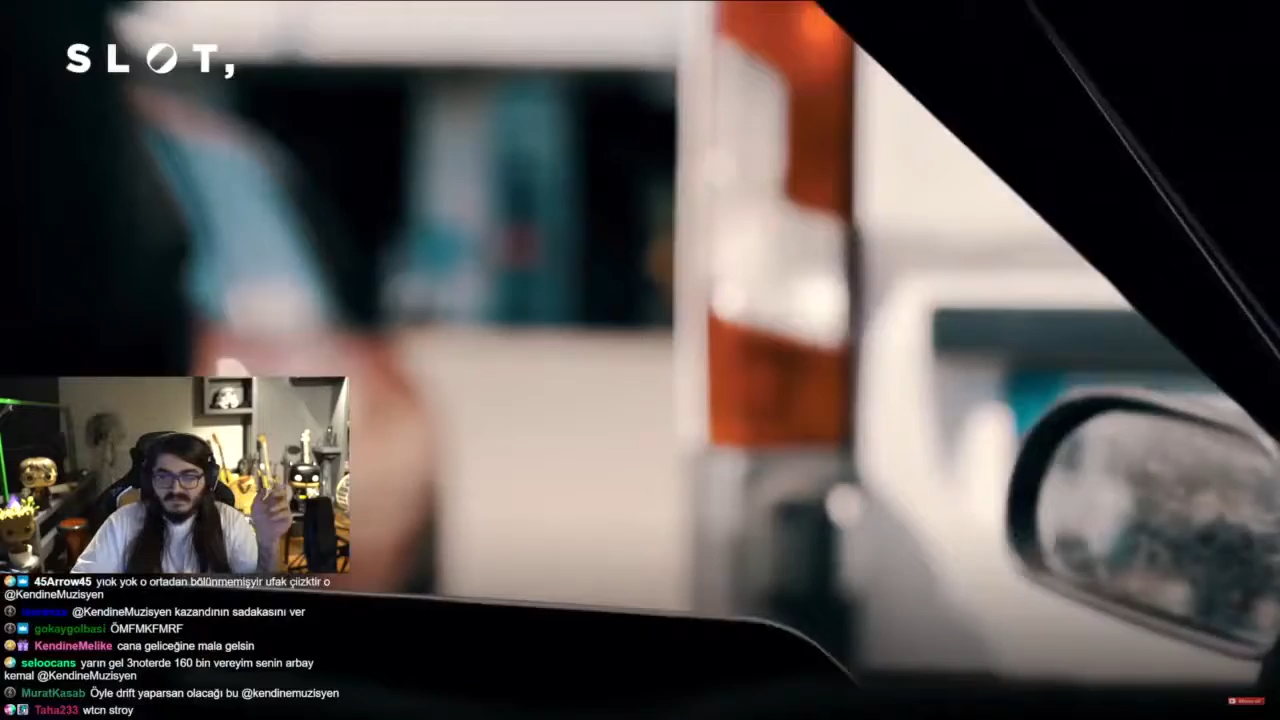 SLOT,
45Arrow45 yıok yok o ortadan bölünmemişyir ufak çiizktir o
@KendineMuzisyen
@KendineMuzisyen kazandının sadakasını ver
gokaygolbasi ÖMFMKFMRF
KendineMelike cana geliceğine mala gelsin
seloocans yarın gel 3noterde 160 bin vereyim senin arbay
kemal @KendineMuzisyen
MuratKasab Öyle drift yaparsan olacağı bu @kendinemuzisyen
Taha233 wtcn stroy